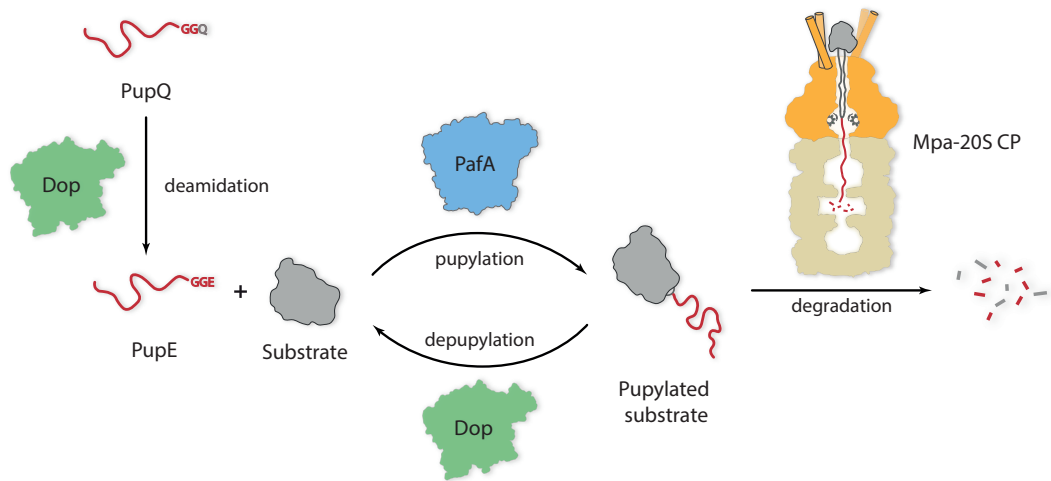 GGQ
PupQ
Dop
deamidation
GGE
+
PupE
Substrate
PafA
pupylation
depupylation
Dop
Pupylated
substrate
Mpa-20S CP
degradation